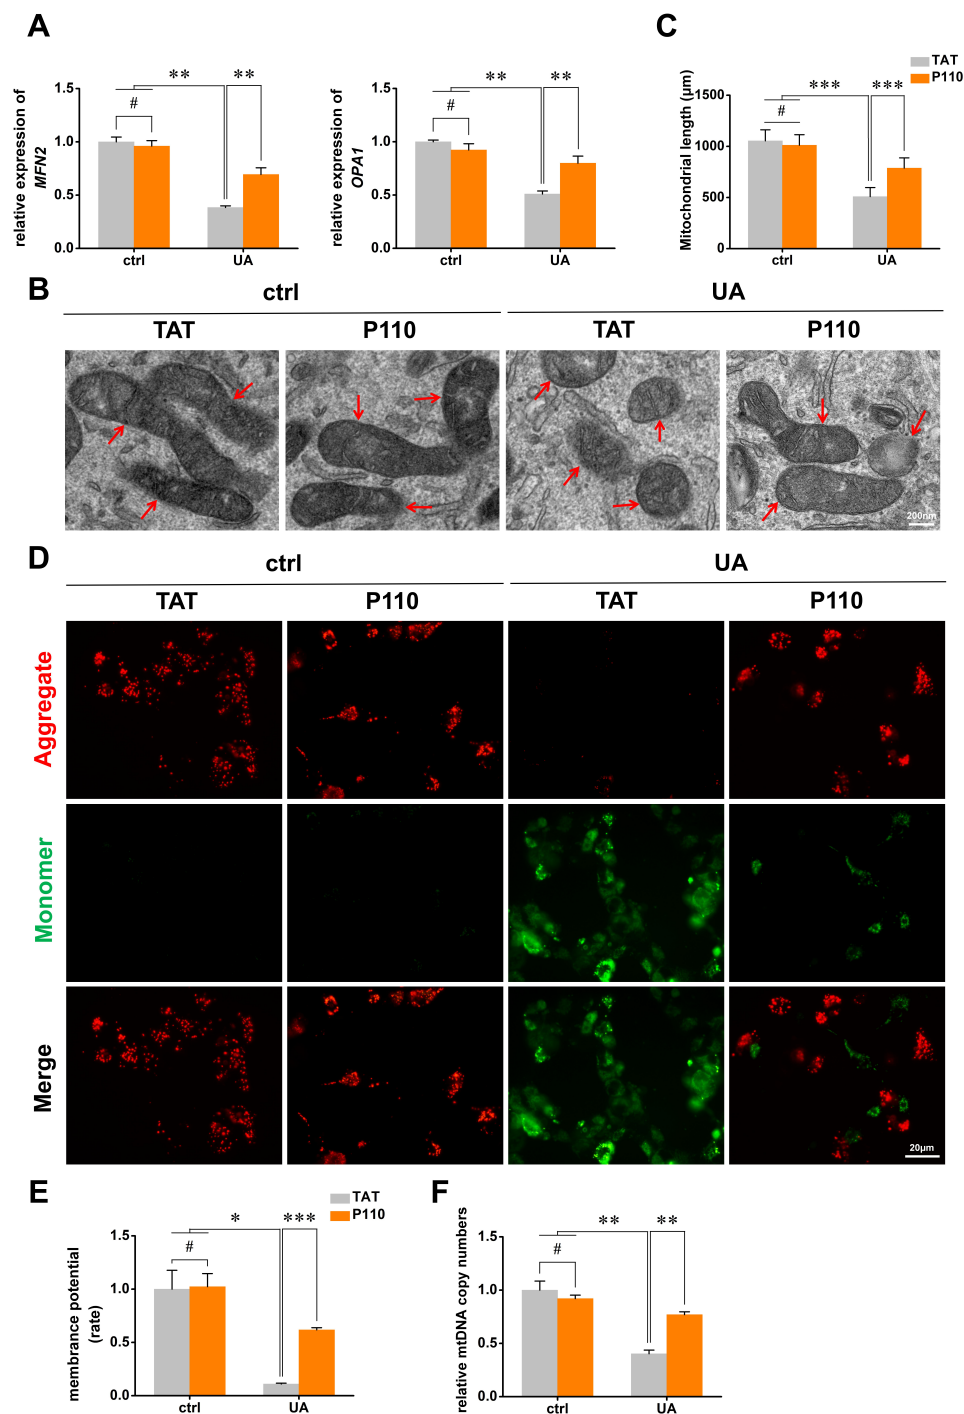 A
C
TAT
P110
** **
** **
*** ***
relative expression of
MFN2
1.5
1.0
0.5
0.0
#
ctrl UA
relative expression of
OPA1
1.5
1.0
0.5
0.0
#
ctrl UA
Mitochondrial length (μm)
1500
1000
500
0
#
ctrl UA
B
ctrl UA
TAT P110 TAT P110
200nm
D
ctrl UA
TAT P110 TAT P110
Aggregate
Monomer
Merge
20μm
E
TAT
P110
* ***
membrance potential
(rate)
1.5
1.0
0.5
0.0
#
ctrl UA
F
** **
relative mtDNA copy numbers
1.5
1.0
0.5
0.0
#
ctrl UA